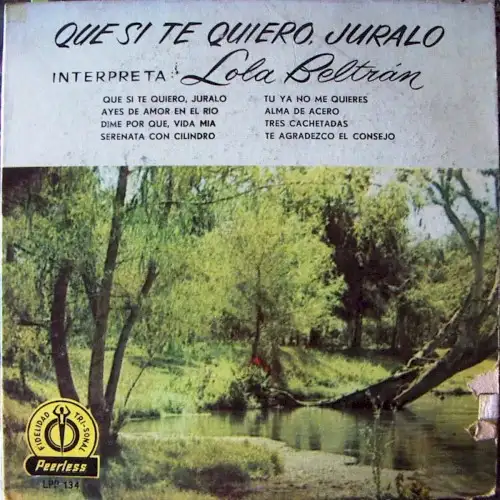 QUE SI TE QUIERO, JURALO
INTERPRETA: Lola Beltrán
QUE SI TE QUIERO, JURALO
AYES DE AMOR EN EL RIO
DIME POR QUE, VIDA MIA
SERENATA CON CILINDRO
TU YA NO ME QUIERES
ALMA DE ACERO
TRES CACHETADAS
TE AGRADEZCO EL CONSEJO
FIDELIDAD TRI-SONAL
Peerless
LPP 134